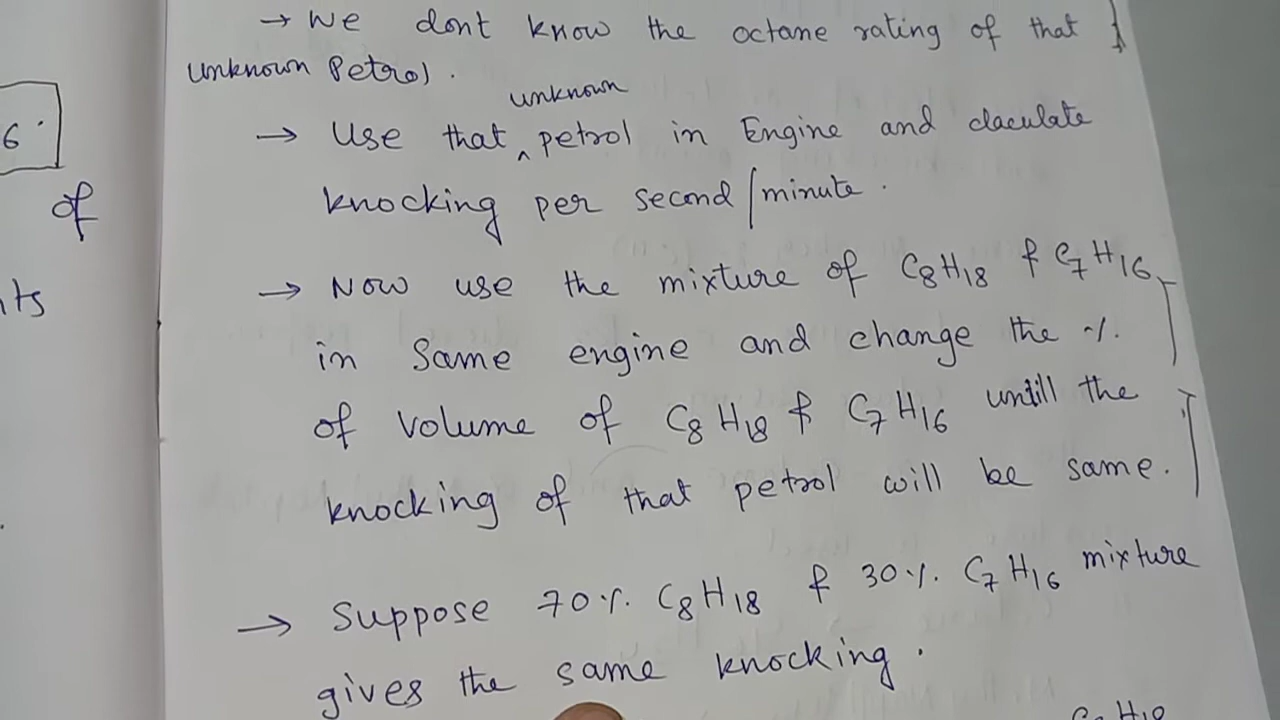 → We dont know the octane rating of that
unknown Petrol.
unknown
→ Use that ‸ petrol in Engine and claculate
knocking per second/minute.
→ Now use the mixture of C8H18 & C7H16
in same engine and change the %.
of volume of C8H18 & C7H16 untill the
knocking of that petrol will be same.
→ Suppose 70%. C8H18 & 30%. C7H16 mixture
gives the same knocking.
6
of
nts